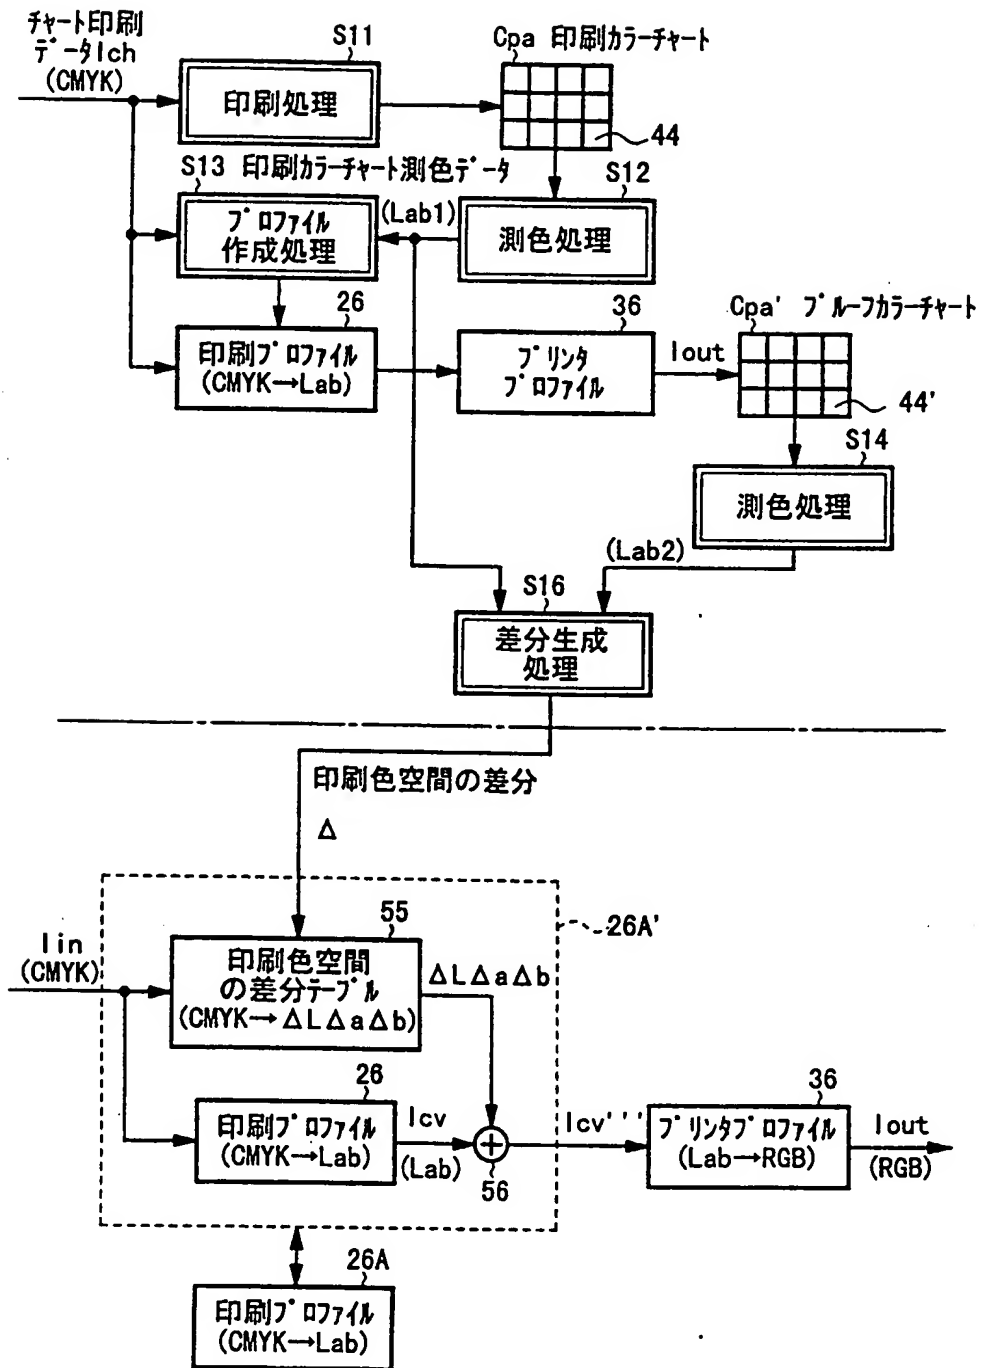 チャート印刷
データIch
(CMYK)
S11
印刷処理
Cpa 印刷カラーチャート
44
S13 印刷カラーチャート測色データ
(Lab1)
S12
プロファイル
作成処理
測色処理
26
印刷プロファイル
(CMYK→Lab)
36
プリンタ
プロファイル
Iout
Cpa' プルーフカラーチャート
44'
S14
測色処理
(Lab2)
S16
差分生成
処理
印刷色空間の差分
Δ
26A'
Iin
(CMYK)
55
印刷色空間
の差分テーブル
(CMYK→ΔLΔaΔb)
ΔLΔaΔb
26
印刷プロファイル
(CMYK→Lab)
Icv
(Lab)
+
56
Icv'''
36
プリンタプロファイル
(Lab→RGB)
Iout
(RGB)
26A
印刷プロファイル
(CMYK→Lab)